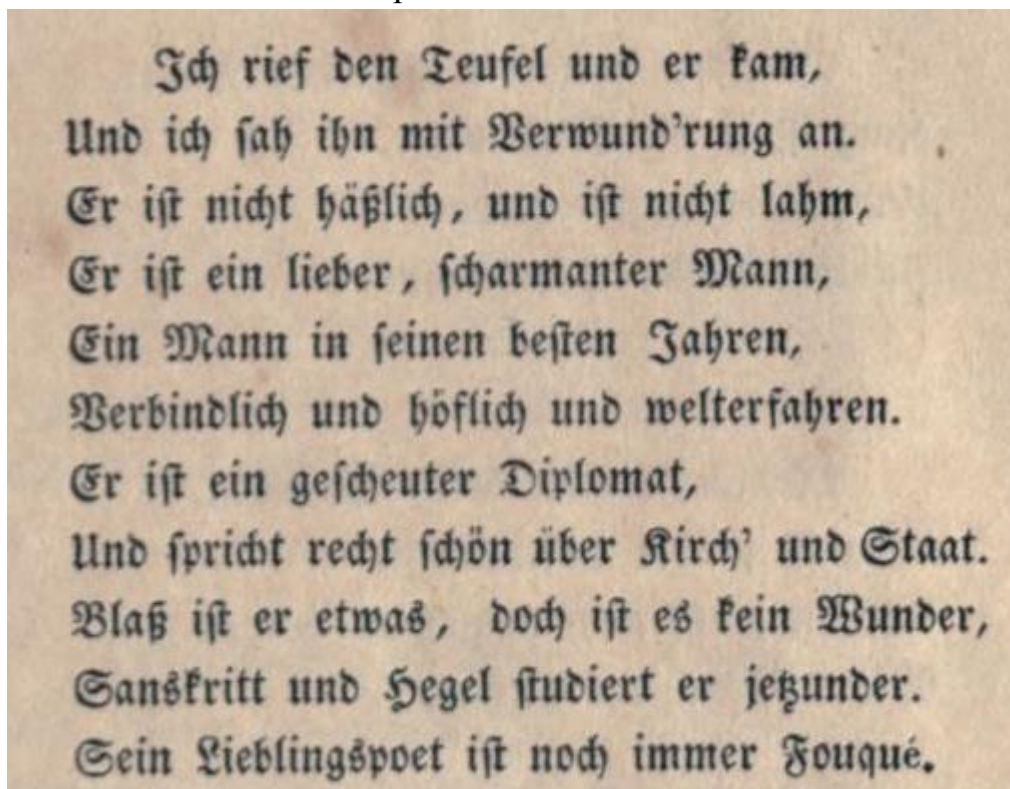 Ich rief den Teufel und er kam,
Und ich sah ihn mit Verwund'rung an.
Er ist nicht häßlich, und ist nicht lahm,
Er ist ein lieber, scharmanter Mann,
Ein Mann in seinen besten Jahren,
Verbindlich und höflich und welterfahren.
Er ist ein gescheuter Diplomat,
Und spricht recht schön über Kirch' und Staat.
Blaß ist er etwas, doch ist es kein Wunder,
Sanskritt und Hegel studiert er jetzunder.
Sein Lieblingspoet ist noch immer Fouqué.